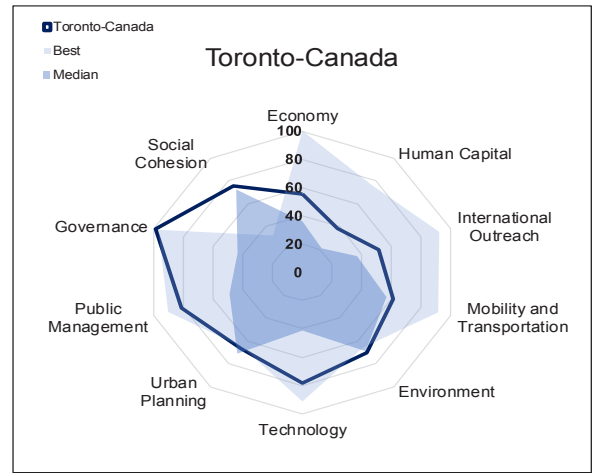 Toronto-Canada
Best
Median
Toronto-Canada
Economy
100
80
60
40
20
0
Human Capital
International
Outreach
Mobility and
Transportation
Environment
Technology
Urban
Planning
Public
Management
Governance
Social
Cohesion